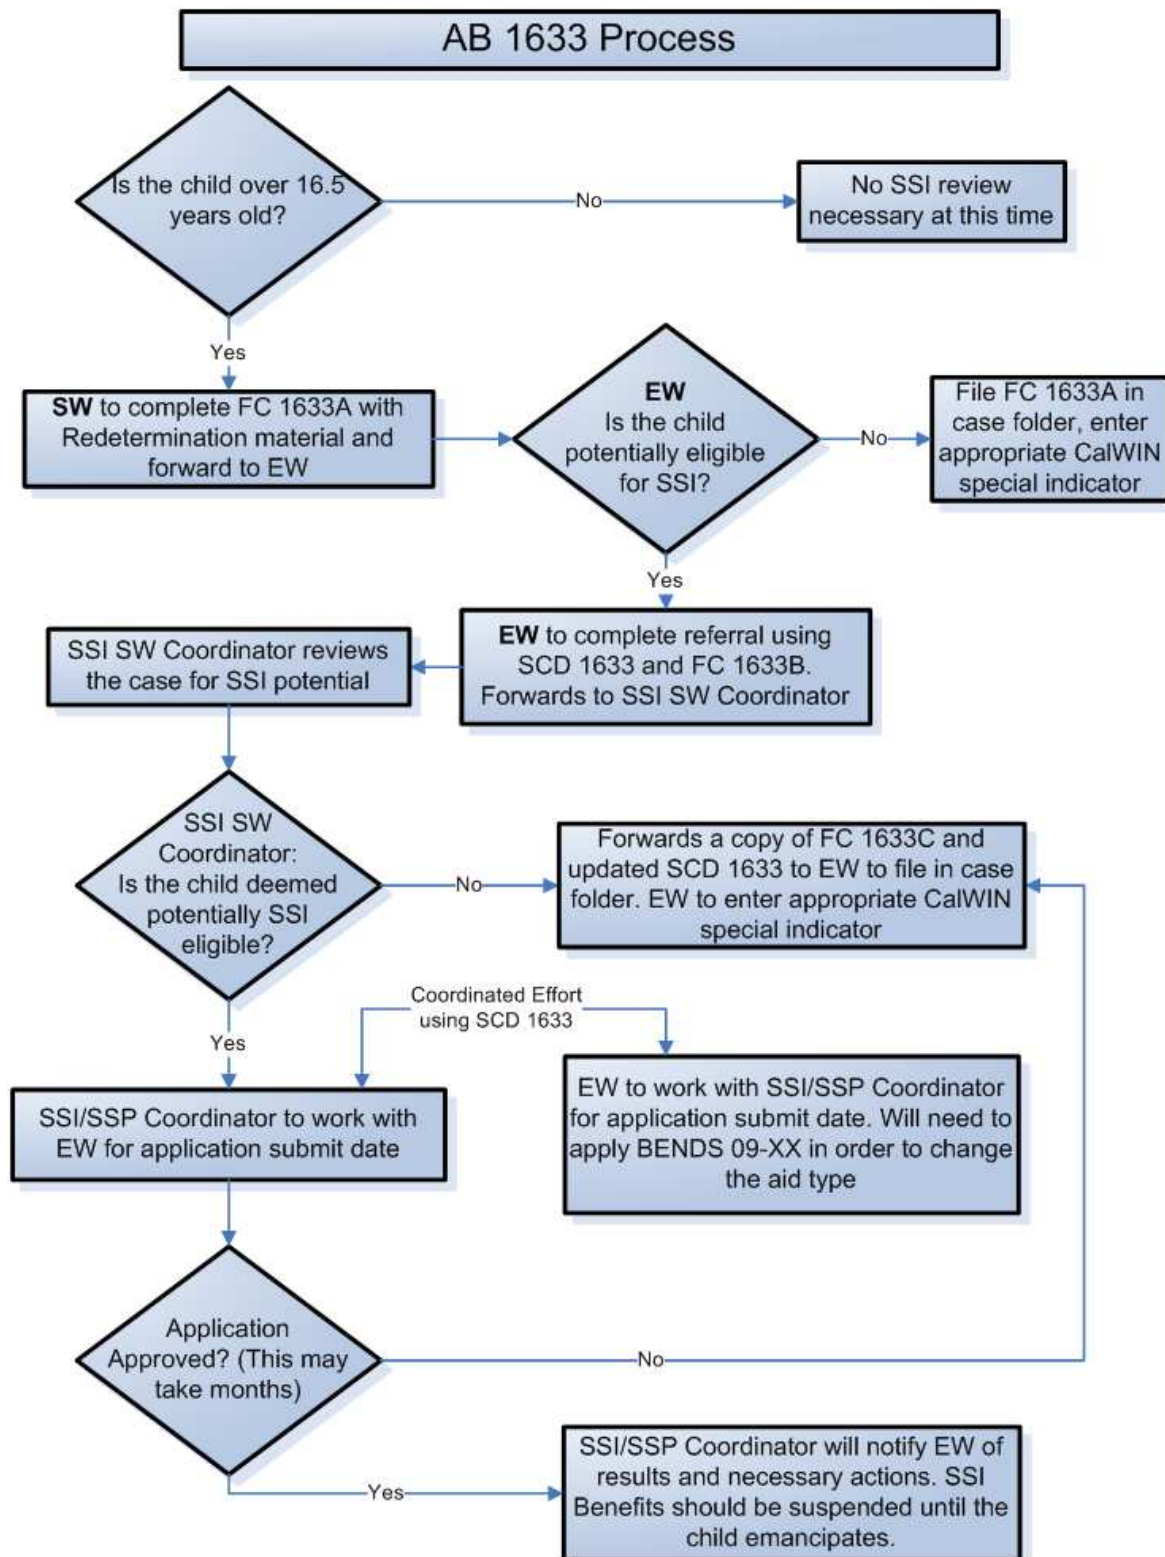 AB 1633 Process
Is the child over 16.5
years old?
No
No SSI review
necessary at this time
Yes
SW to complete FC 1633A with
Redetermination material and
forward to EW
EW
Is the child
potentially eligible
for SSI?
No
File FC 1633A in
case folder, enter
appropriate CalWIN
special indicator
Yes
EW to complete referral using
SCD 1633 and FC 1633B.
Forwards to SSI SW Coordinator
SSI SW Coordinator reviews
the case for SSI potential
SSI SW
Coordinator:
Is the child deemed
potentially SSI
eligible?
No
Forwards a copy of FC 1633C and
updated SCD 1633 to EW to file in case
folder. EW to enter appropriate CalWIN
special indicator
Yes
Coordinated Effort
using SCD 1633
SSI/SSP Coordinator to work with
EW for application submit date
EW to work with SSI/SSP Coordinator
for application submit date. Will need to
apply BENDS 09-XX in order to change
the aid type
Application
Approved? (This may
take months)
No
Yes
SSI/SSP Coordinator will notify EW of
results and necessary actions. SSI
Benefits should be suspended until the
child emancipates.